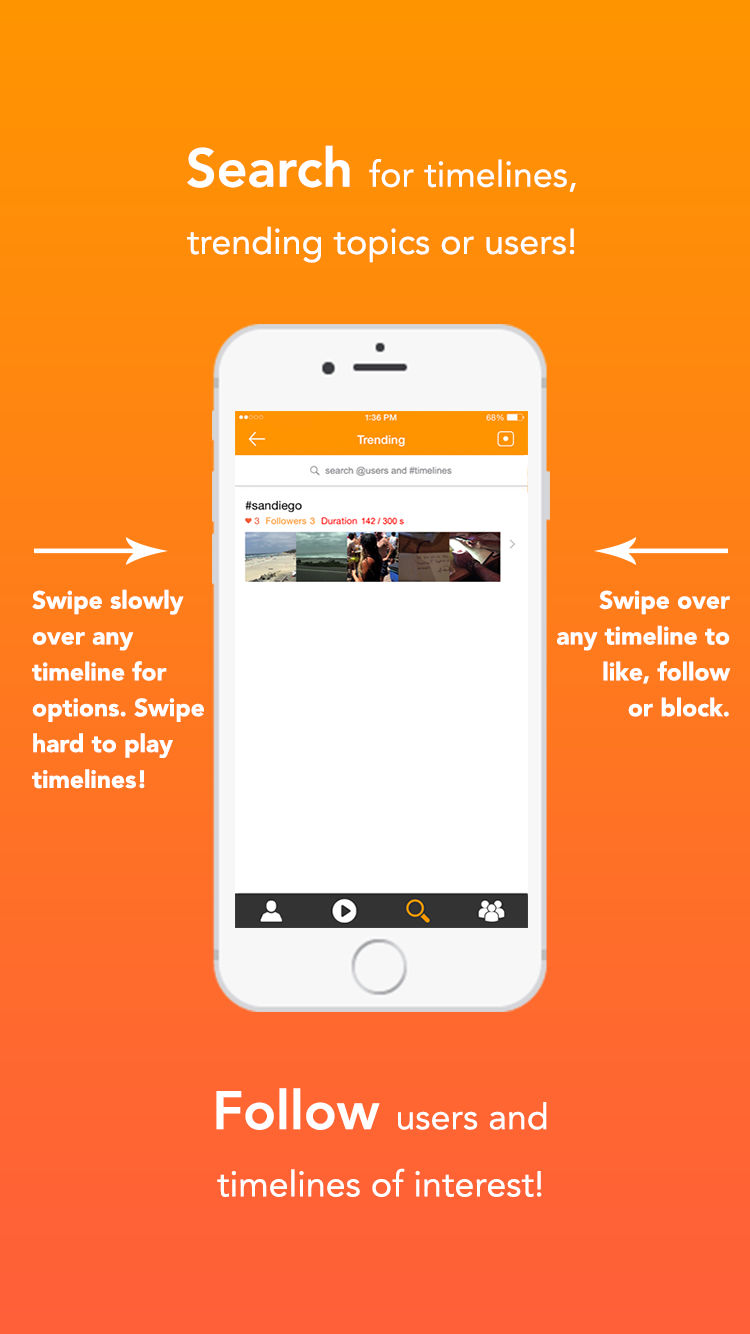 Search for timelines,
trending topics or users!
1:36 PM
68%
Trending
search @users and #timelines
#sandiego
3 Followers 3 Duration 142 / 300 s
Swipe slowly
over any
timeline for
options. Swipe
hard to play
timelines!
Swipe over
any timeline to
like, follow
or block.
Follow users and
timelines of interest!